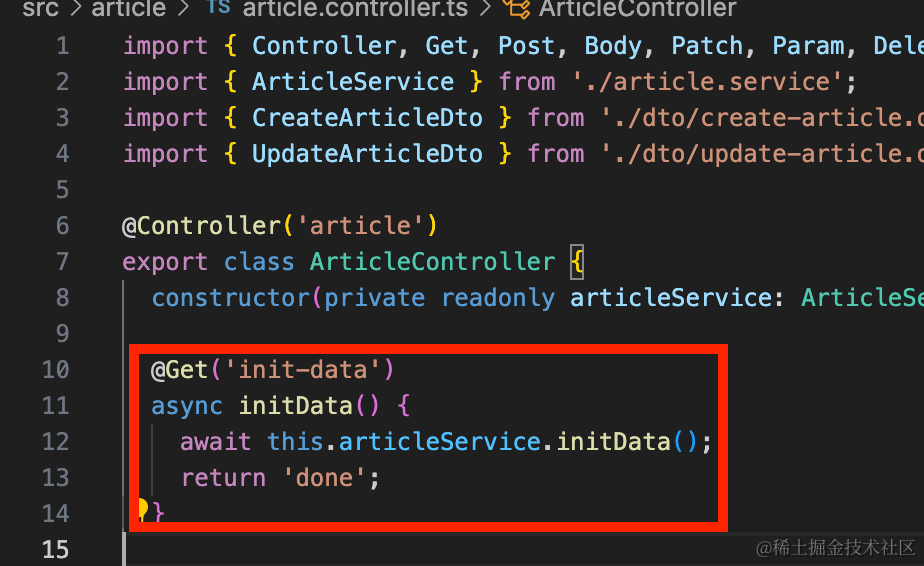 src > article > TS article.controller.ts > ArticleController
1 import { Controller, Get, Post, Body, Patch, Param, Dele
2 import { ArticleService } from './article.service';
3 import { CreateArticleDto } from './dto/create-article.d
4 import { UpdateArticleDto } from './dto/update-article.d
5
6 @Controller('article')
7 export class ArticleController {
8 constructor(private readonly articleService: ArticleSe
9
10 @Get('init-data')
11 async initData() {
12 await this.articleService.initData();
13 return 'done';
14 }
15
@稀土掘金技术社区